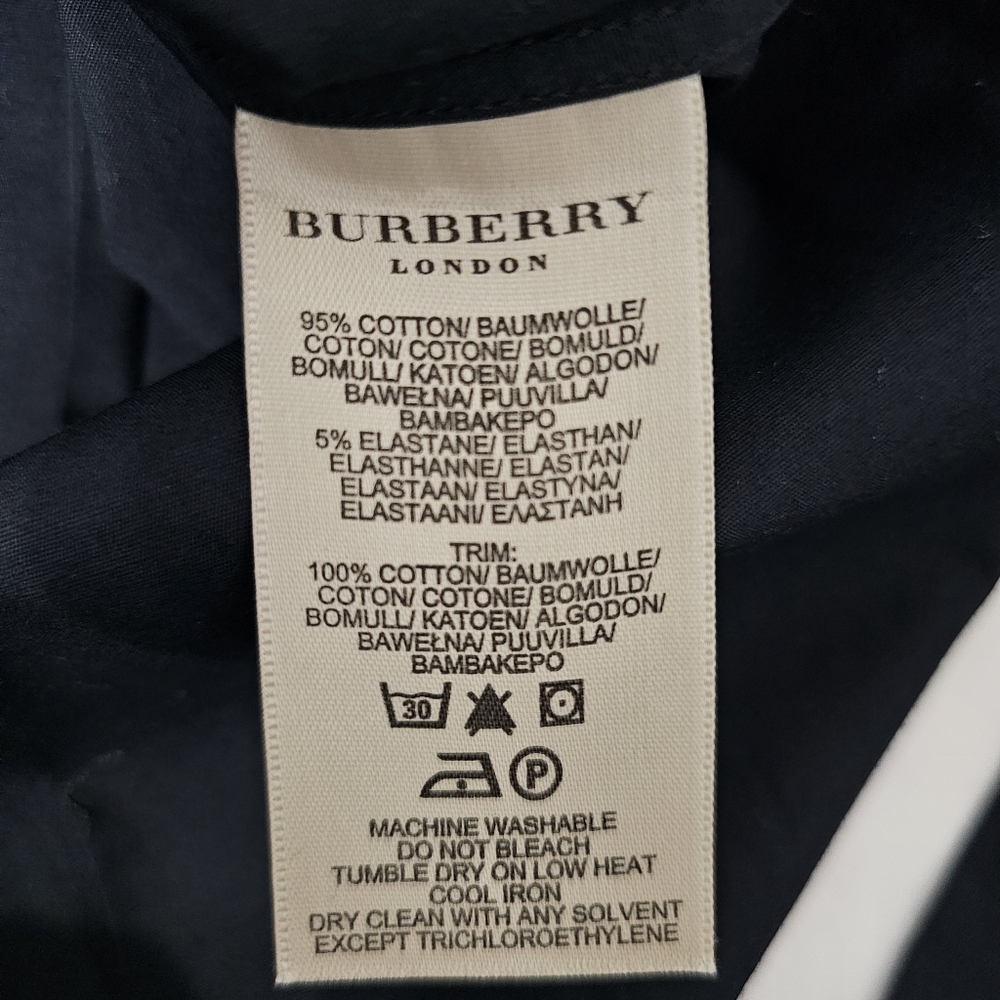 BURBERRY
LONDON
95% COTTON/ BAUMWOLLE/
COTON/ COTONE/ BOMULD/
BOMULL/ KATOEN/ ALGODON/
BAWEŁNA/ PUUVILLA/
ΒΑΜΒΑΚΕΡΟ
5% ELASTANE/ ELASTHAN/
ELASTHANNE/ ELASTAN/
ELASTAAN/ ELASTYNA/
ELASTAANI/ ΕΛΑΣΤΑΝΗ
TRIM:
100% COTTON/ BAUMWOLLE/
COTON/ COTONE/ BOMULD/
BOMULL/ KATOEN/ ALGODON/
BAWEŁNA/ PUUVILLA/
ΒΑΜΒΑΚΕΡΟ
30
P
MACHINE WASHABLE
DO NOT BLEACH
TUMBLE DRY ON LOW HEAT
COOL IRON
DRY CLEAN WITH ANY SOLVENT
EXCEPT TRICHLOROETHYLENE